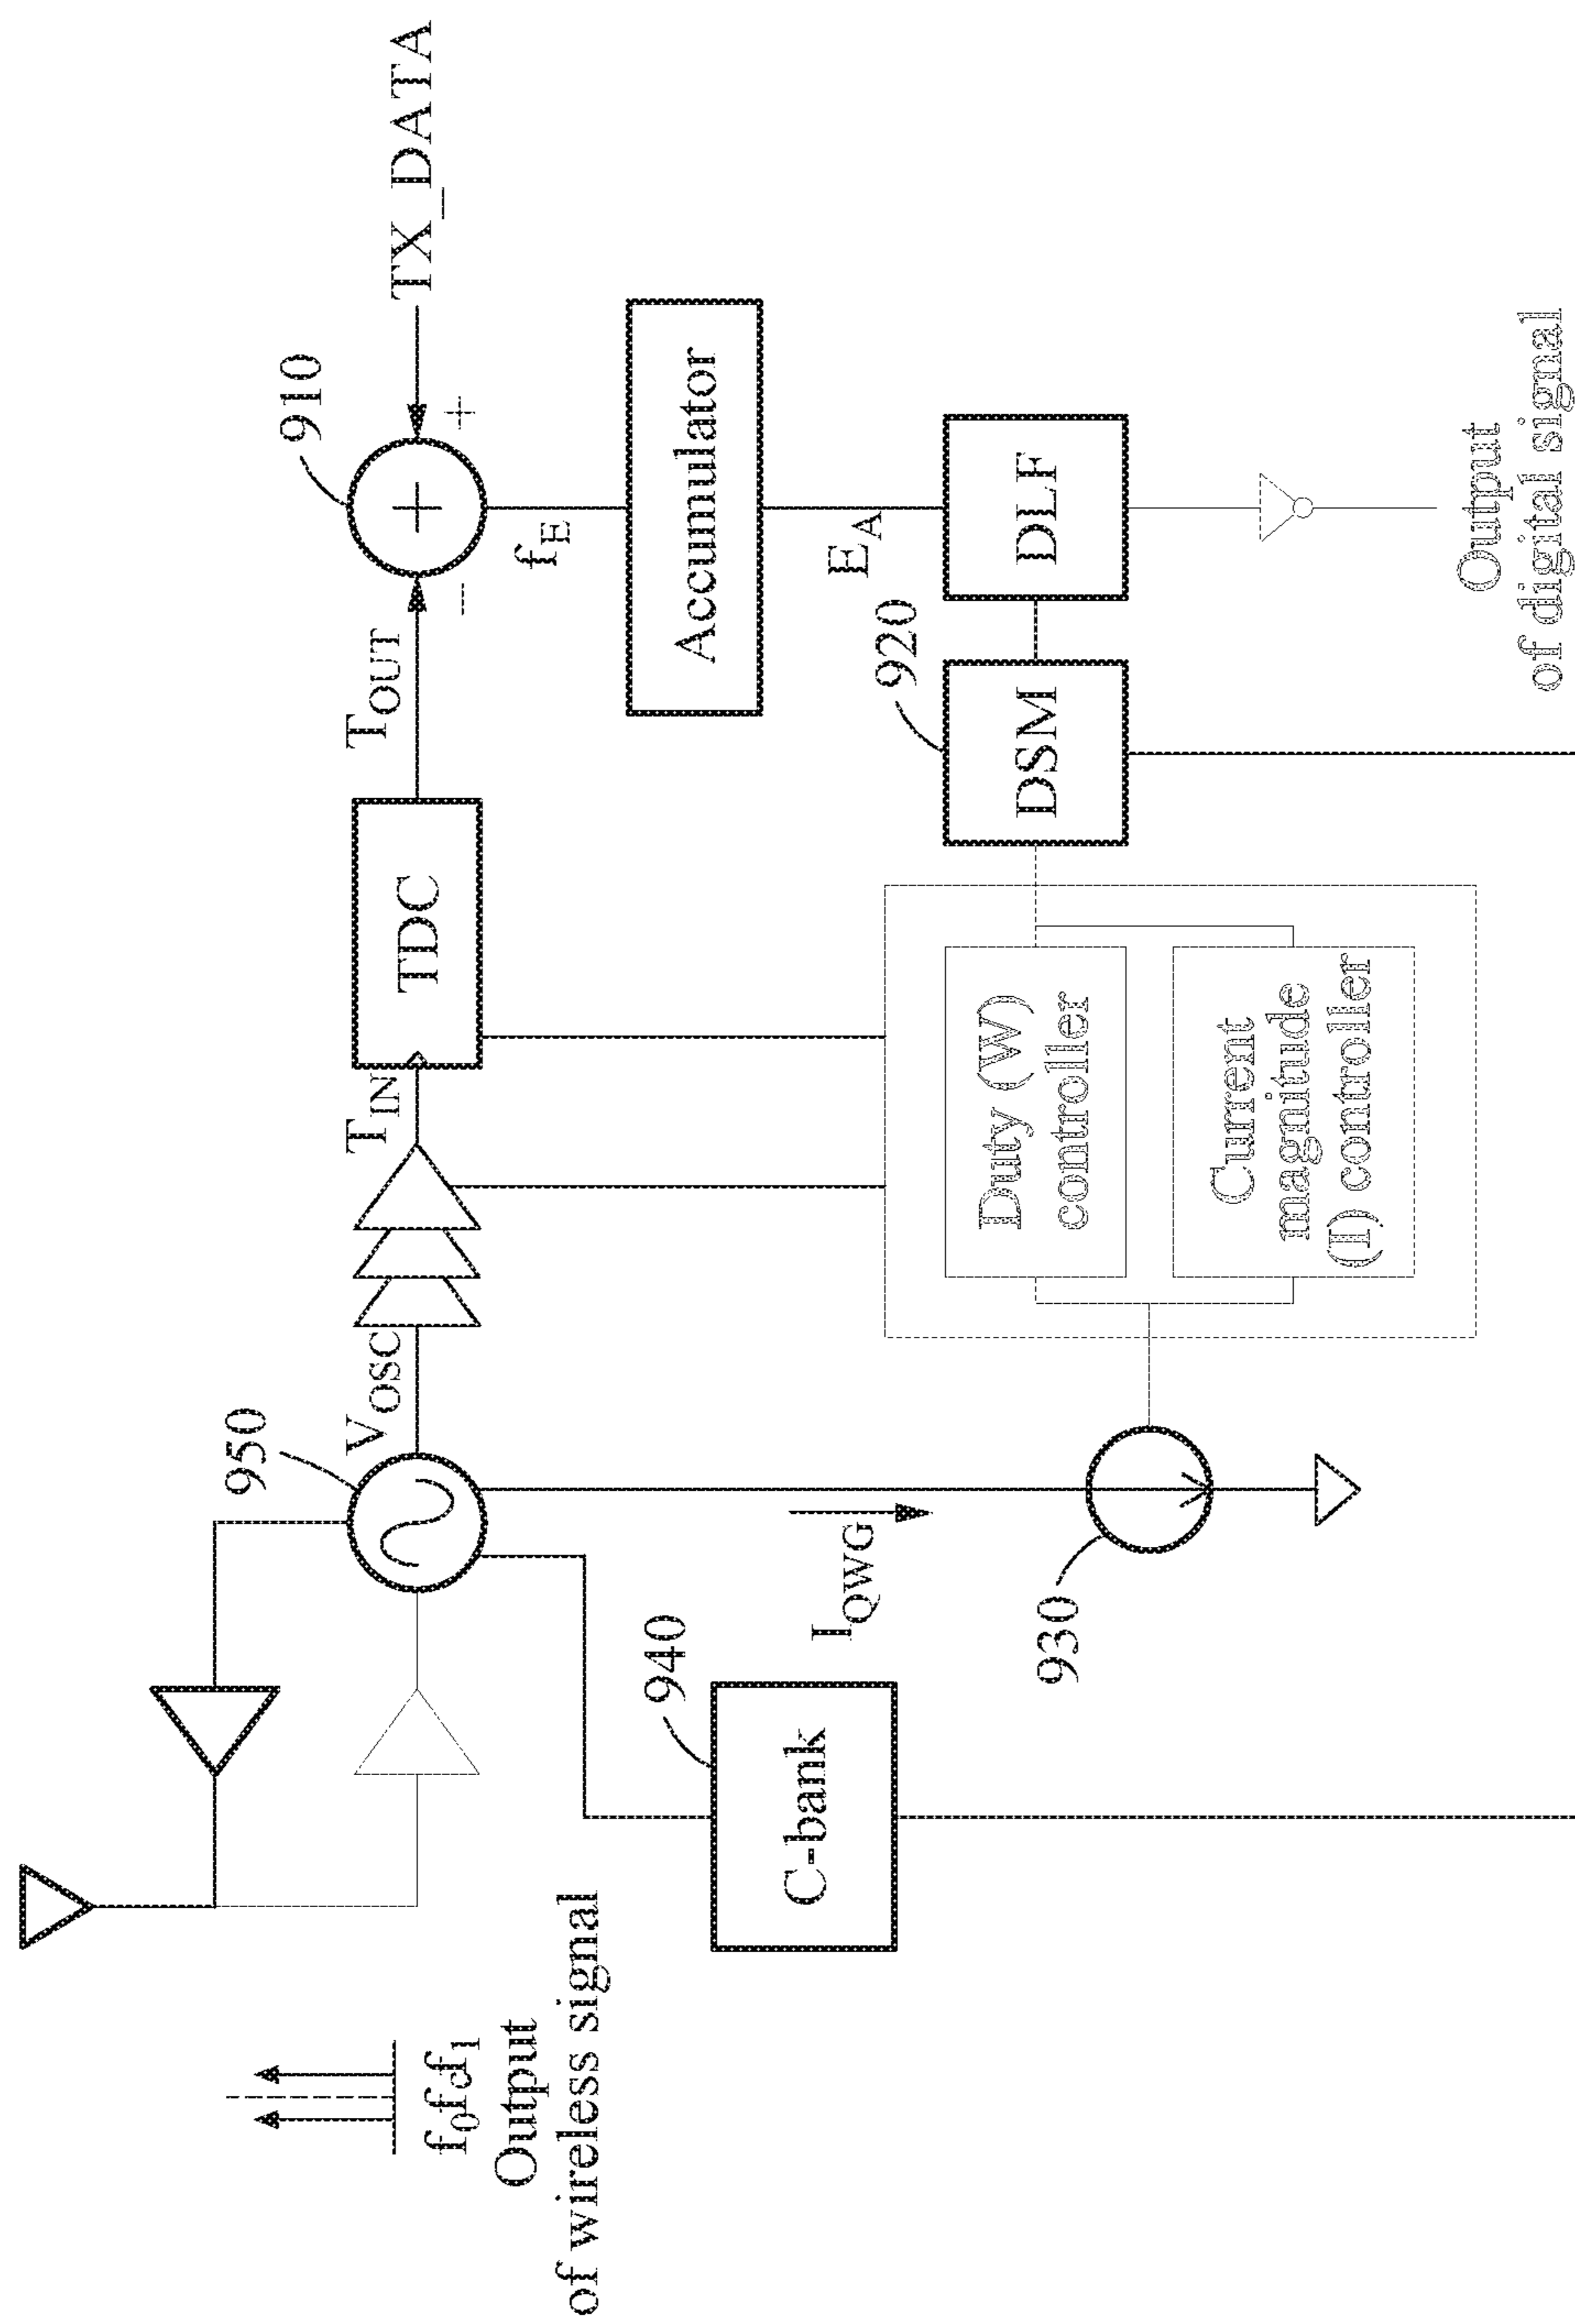 950
V_OSC
T_IN
TDC
T_OUT
910
TX_DATA
−
+
+
f_E
Accumulator
E_A
f_0 f_C f_1
Output
of wireless signal
940
C-bank
I_QWG
930
Duty (W)
controller
Current
magnitude
(I) controller
920
DSM
DLF
Output
of digital signal